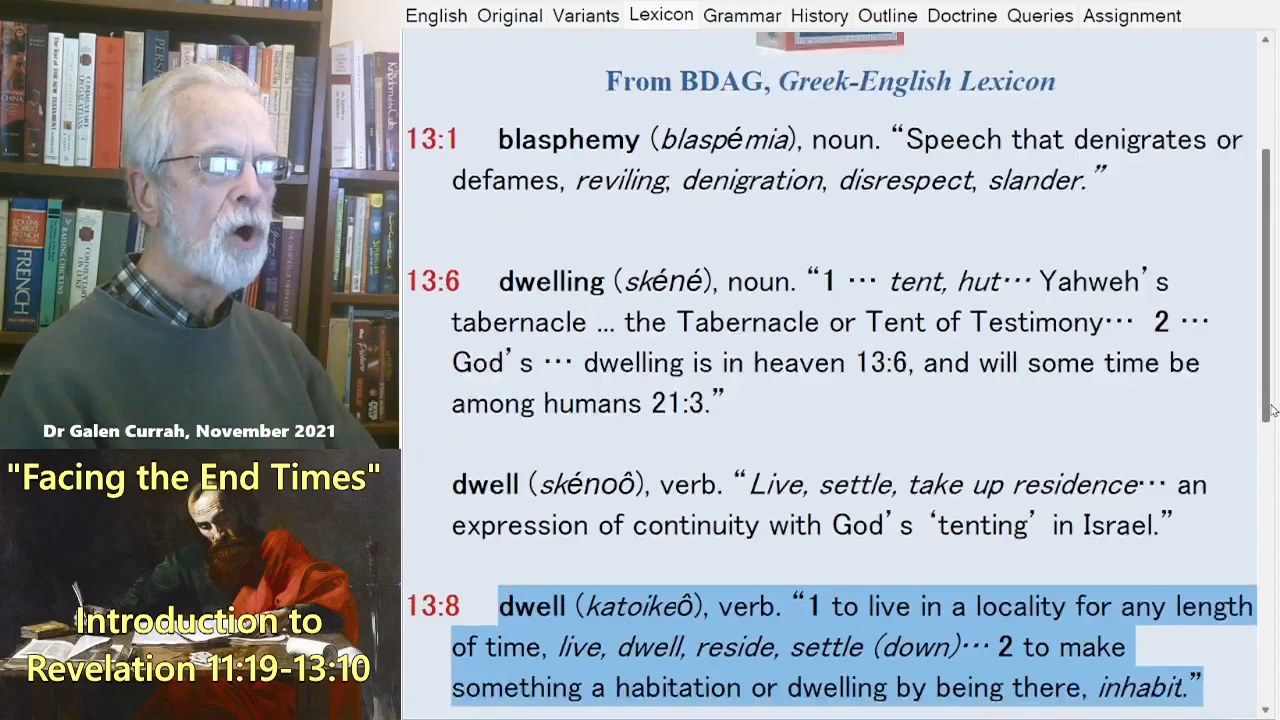 English Original Variants Lexicon Grammar History Outline Doctrine Queries Assignment
From BDAG, Greek-English Lexicon
13:1 blasphemy (blaspémia), noun. “Speech that denigrates or
defames, reviling, denigration, disrespect, slander.”
13:6 dwelling (skéné), noun. “1 … tent, hut… Yahweh’s
tabernacle ... the Tabernacle or Tent of Testimony… 2 …
God’s … dwelling is in heaven 13:6, and will some time be
among humans 21:3.”
dwell (skénoô), verb. “Live, settle, take up residence… an
expression of continuity with God’s ‘tenting’ in Israel.”
13:8 dwell (katoikeô), verb. “1 to live in a locality for any length
of time, live, dwell, reside, settle (down)… 2 to make
something a habitation or dwelling by being there, inhabit.”
Dr Galen Currah, November 2021
"Facing the End Times"
Introduction to
Revelation 11:19-13:10
FRENCH
RAISING CHICKENS
COMMENTARY
GALATIANS
CHINA